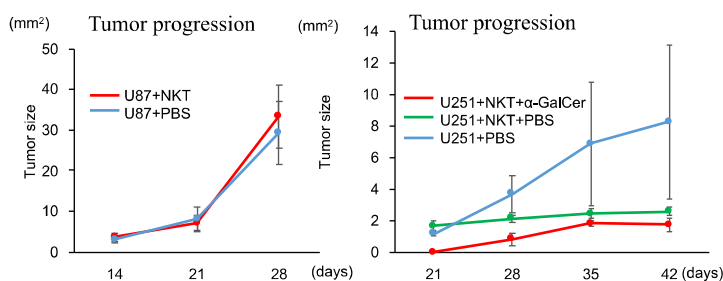 (mm²) Tumor progression
50
40
30
20
10
0
Tumor size
U87+NKT
U87+PBS
14 21 28 (days)
(mm²) Tumor progression
14
12
10
8
6
4
2
0
Tumor size
U251+NKT+α-GalCer
U251+NKT+PBS
U251+PBS
21 28 35 42 (days)